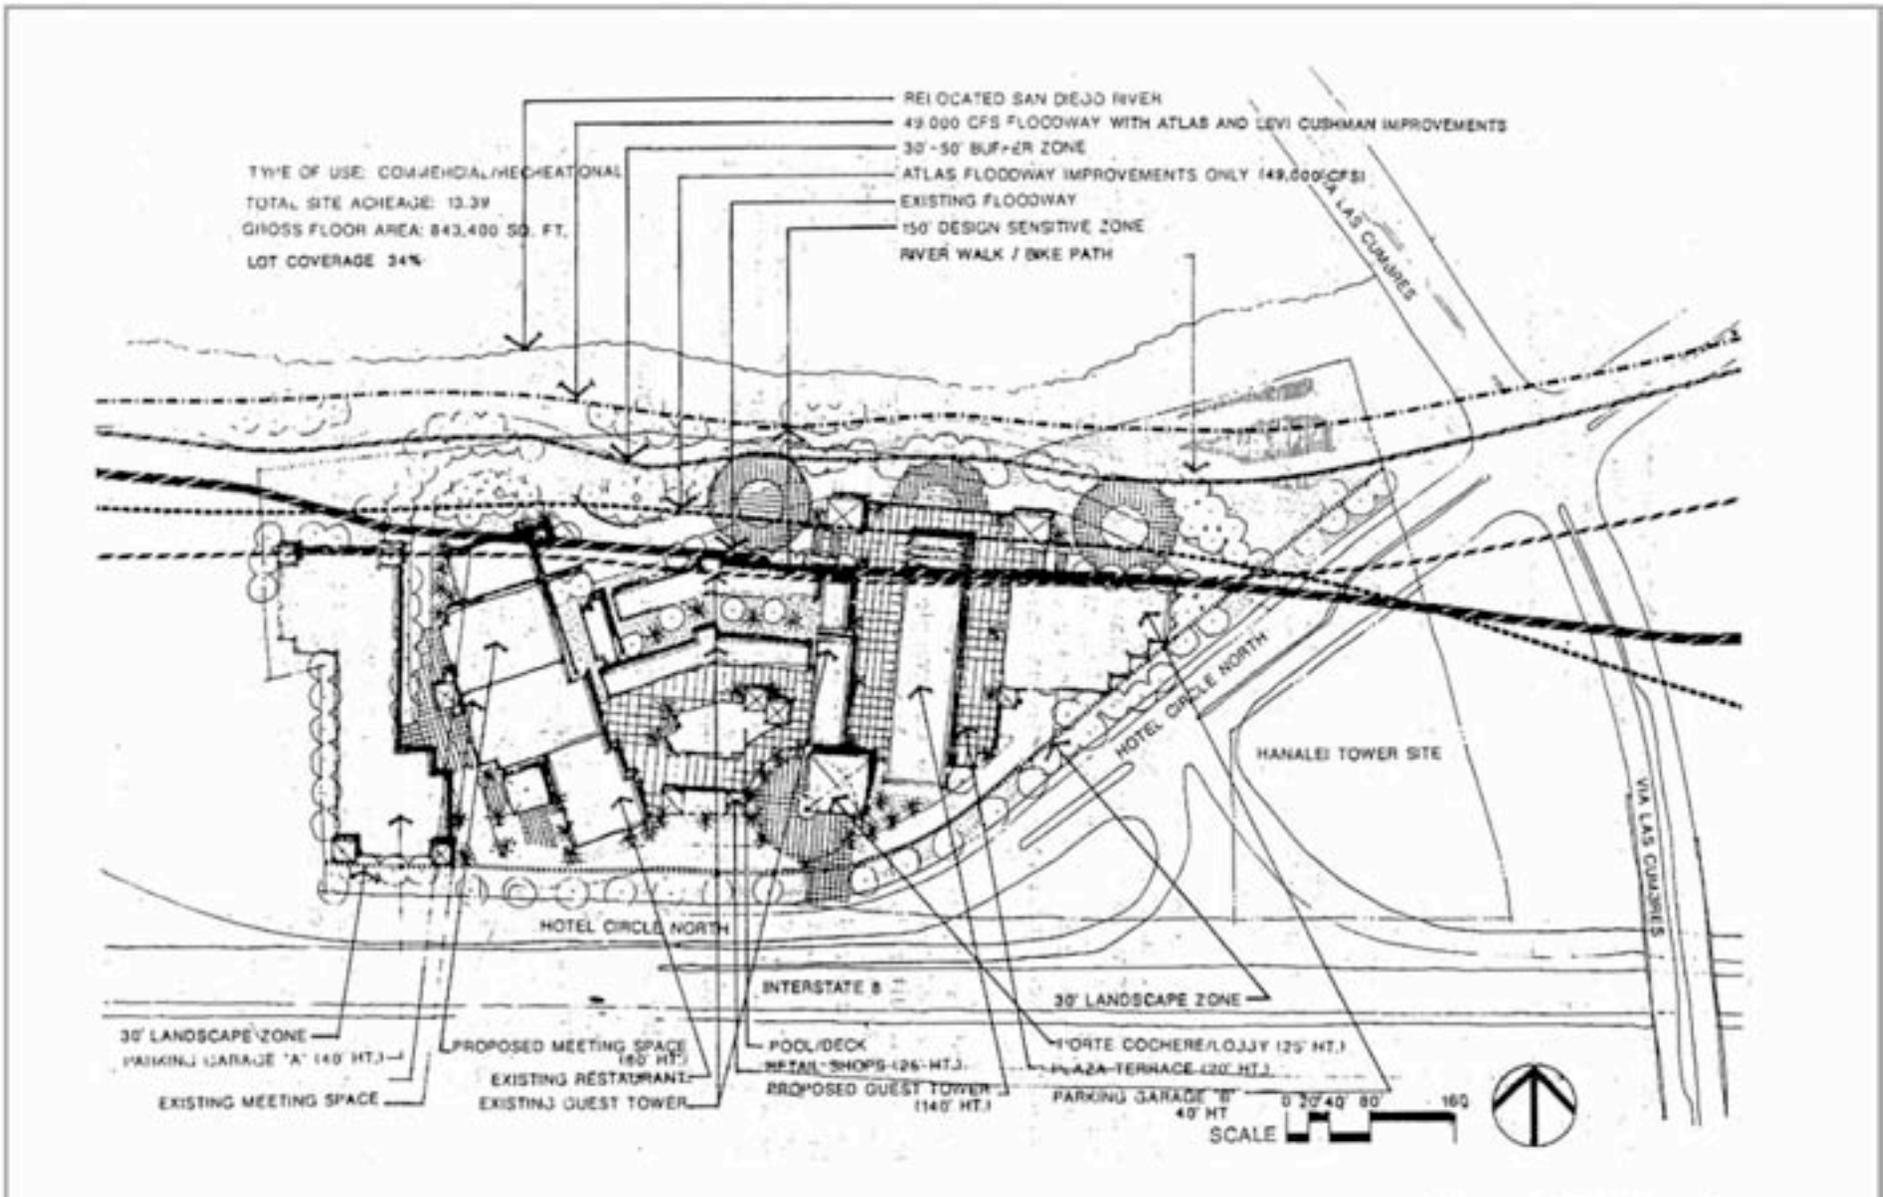 RELOCATED SAN DIEGO RIVER
49,000 CFS FLOODWAY WITH ATLAS AND LEVI CUSHMAN IMPROVEMENTS
30'-50' BUFFER ZONE
ATLAS FLOODWAY IMPROVEMENTS ONLY (49,000 CFS)
EXISTING FLOODWAY
150' DESIGN SENSITIVE ZONE
RIVER WALK / BIKE PATH
TYPE OF USE: COMMERCIAL/RECREATIONAL
TOTAL SITE ACREAGE: 13.39
GROSS FLOOR AREA: 843,400 SQ. FT.
LOT COVERAGE 34%
VIA LAS CUMBRES
HOTEL CIRCLE NORTH
HANALEI TOWER SITE
VIA LAS CUMBRES
HOTEL CIRCLE NORTH
INTERSTATE 8
30' LANDSCAPE ZONE
30' LANDSCAPE ZONE
PARKING GARAGE "A" (40' HT.)
EXISTING MEETING SPACE
PROPOSED MEETING SPACE
(60' HT.)
EXISTING RESTAURANT
EXISTING GUEST TOWER
POOL/DECK
RETAIL SHOPS (25' HT.)
PROPOSED GUEST TOWER
(140' HT.)
PORTE COCHERE/LOBBY (25' HT.)
PLAZA TERRACE (20' HT.)
PARKING GARAGE "B"
40' HT
0 20' 40' 80' 160
SCALE